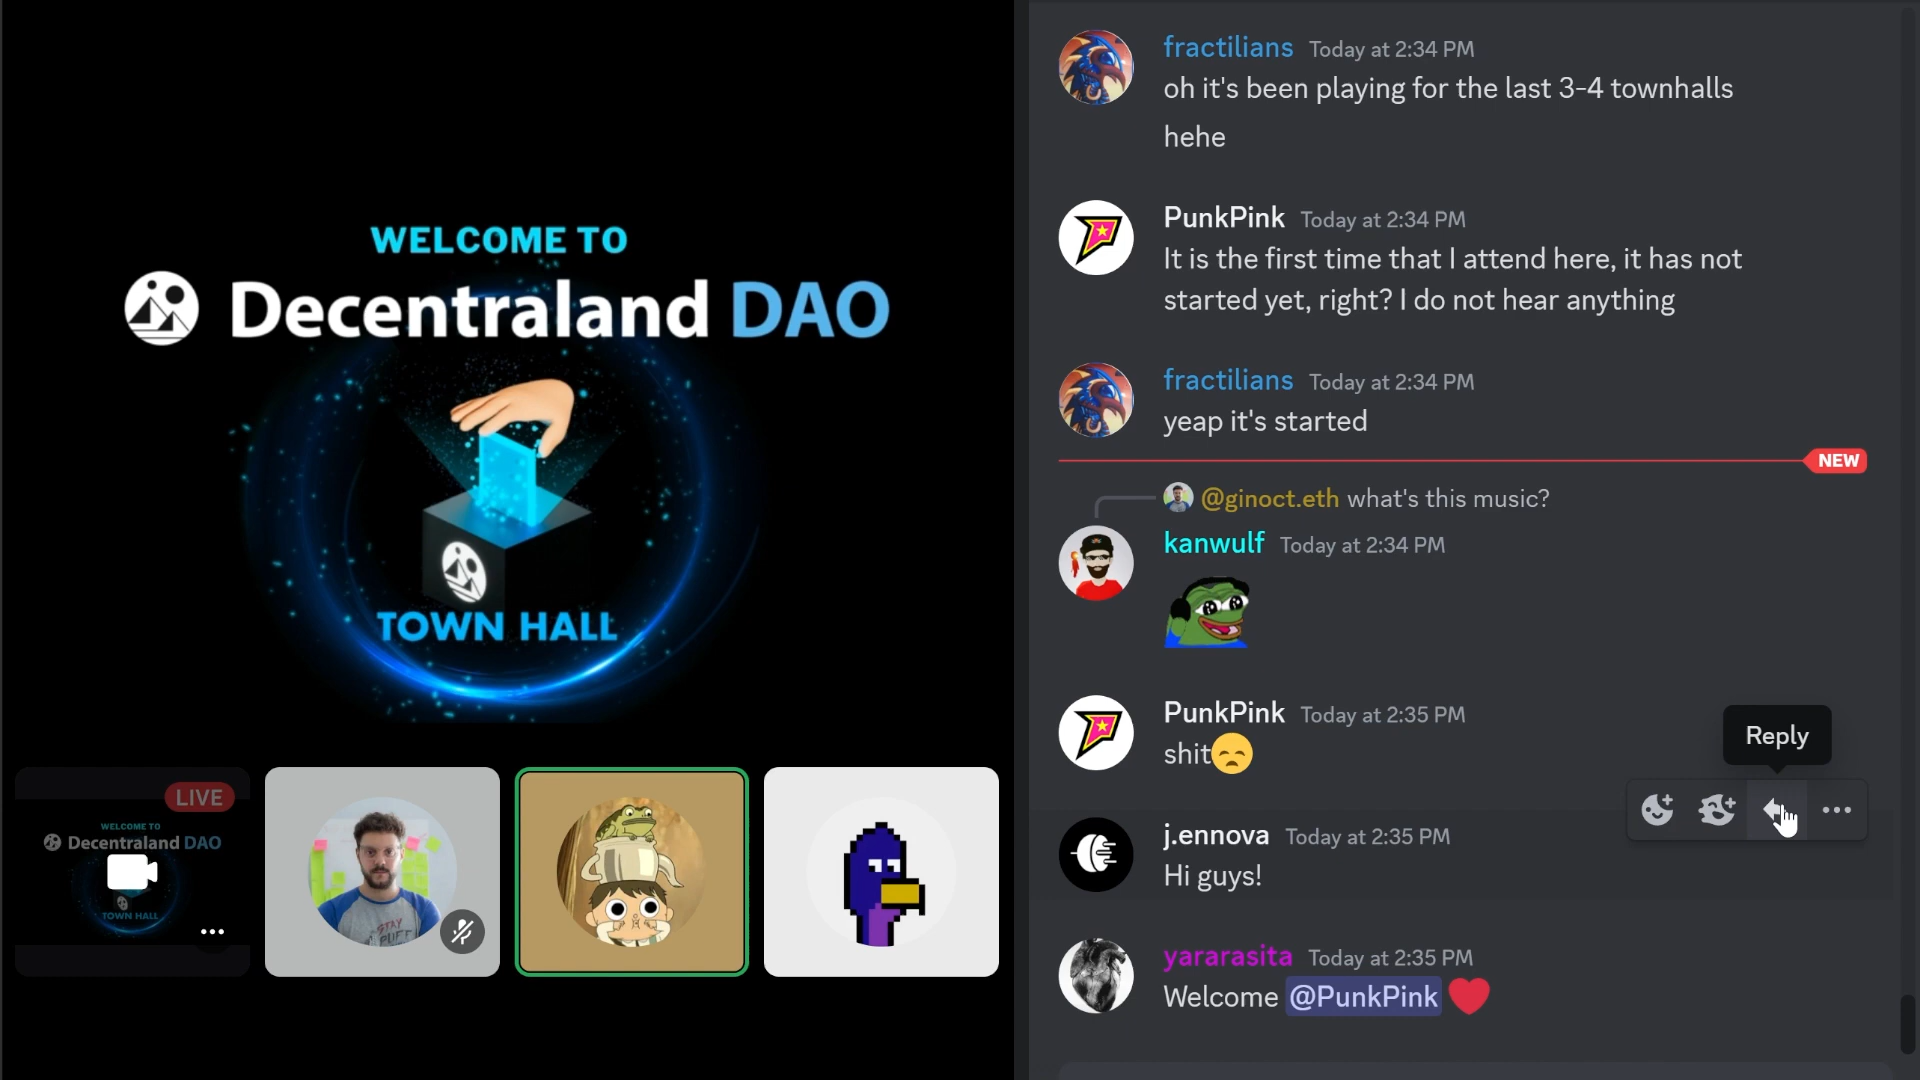 WELCOME TO
Decentraland DAO
TOWN HALL
LIVE
WELCOME TO
Decentraland DAO
TOWN HALL
STAY
PUFF
fractilians Today at 2:34 PM
oh it's been playing for the last 3-4 townhalls
hehe
PunkPink Today at 2:34 PM
It is the first time that I attend here, it has not
started yet, right? I do not hear anything
fractilians Today at 2:34 PM
yeap it's started
NEW
@ginoct.eth what's this music?
kanwulf Today at 2:34 PM
PunkPink Today at 2:35 PM
shit😞
Reply
j.ennova Today at 2:35 PM
Hi guys!
yararasita Today at 2:35 PM
Welcome @PunkPink ❤️